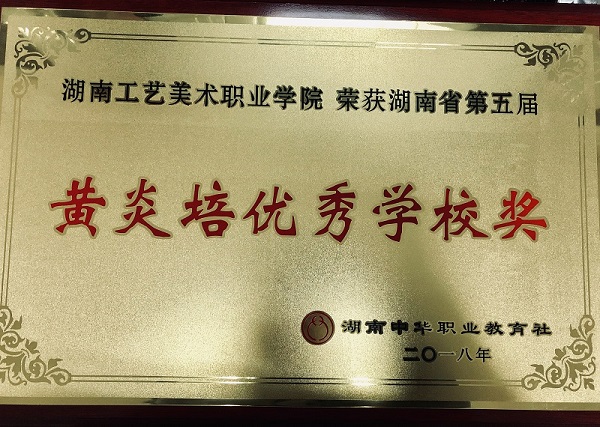 湖南工艺美术职业学院 荣获湖南省第五届
黄炎培优秀学校奖
湖南中华职业教育社
二〇一八年